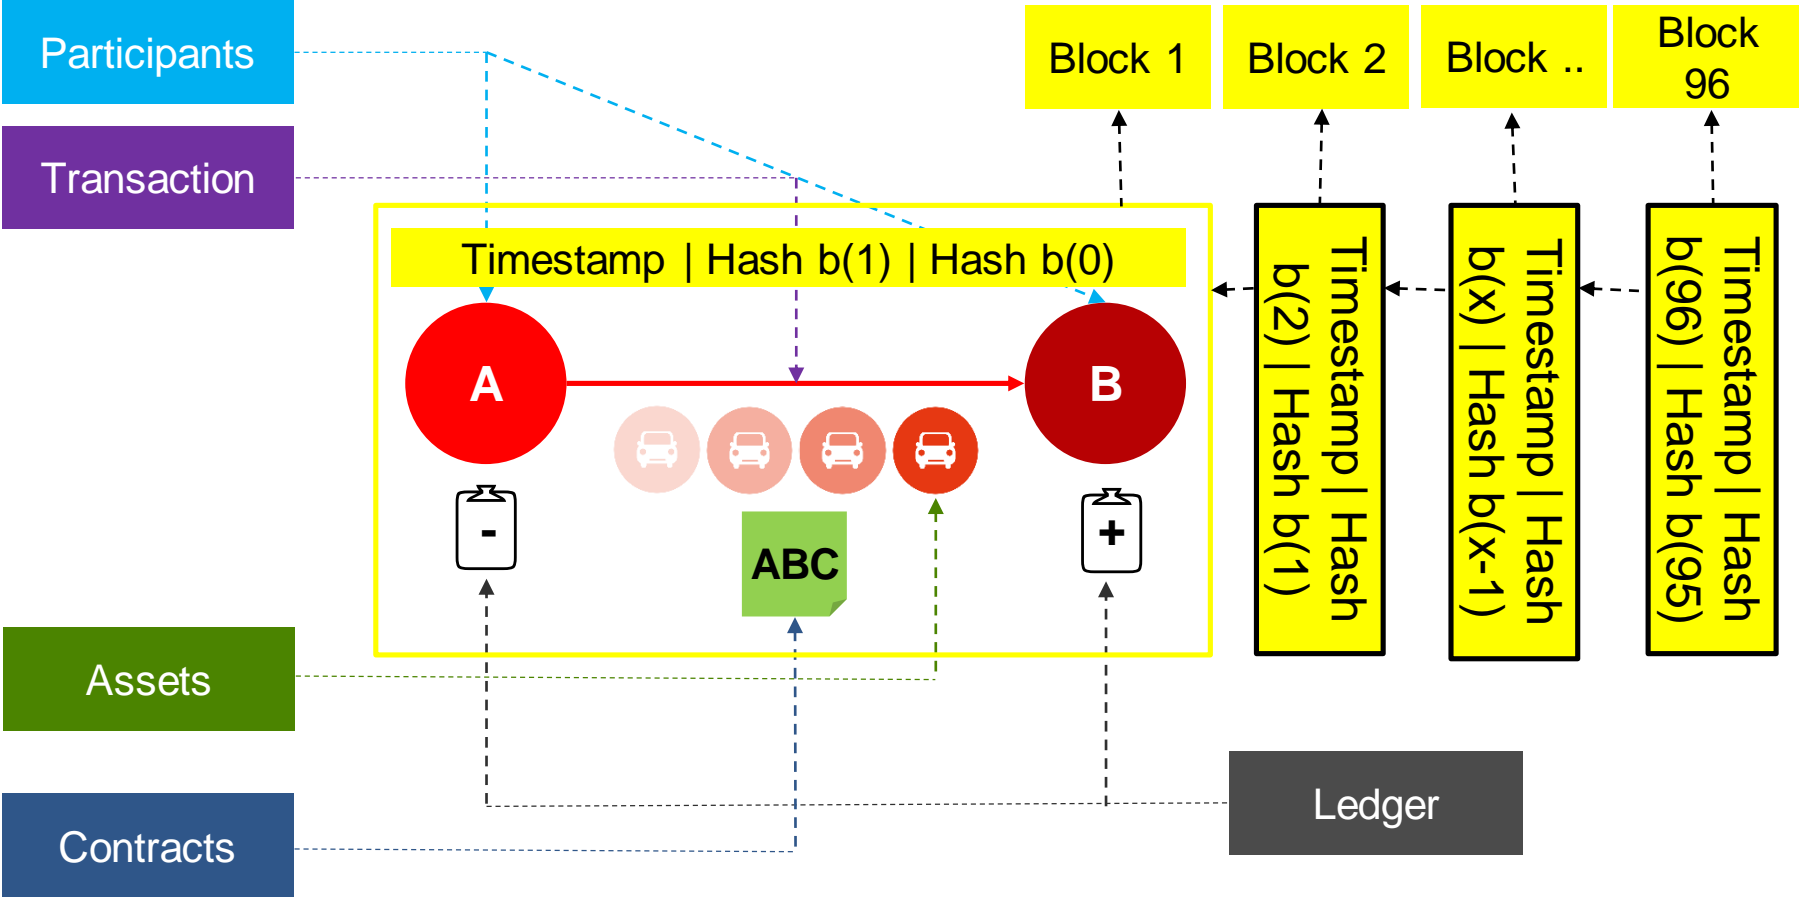 Participants
Block 1
Block 2
Block ..
Block
96
Transaction
Timestamp | Hash b(1) | Hash b(0)
A
B
Timestamp | Hash
b(2) | Hash b(1)
Timestamp | Hash
b(x) | Hash b(x-1)
Timestamp | Hash
b(96) | Hash b(95)
-
+
ABC
Assets
Ledger
Contracts